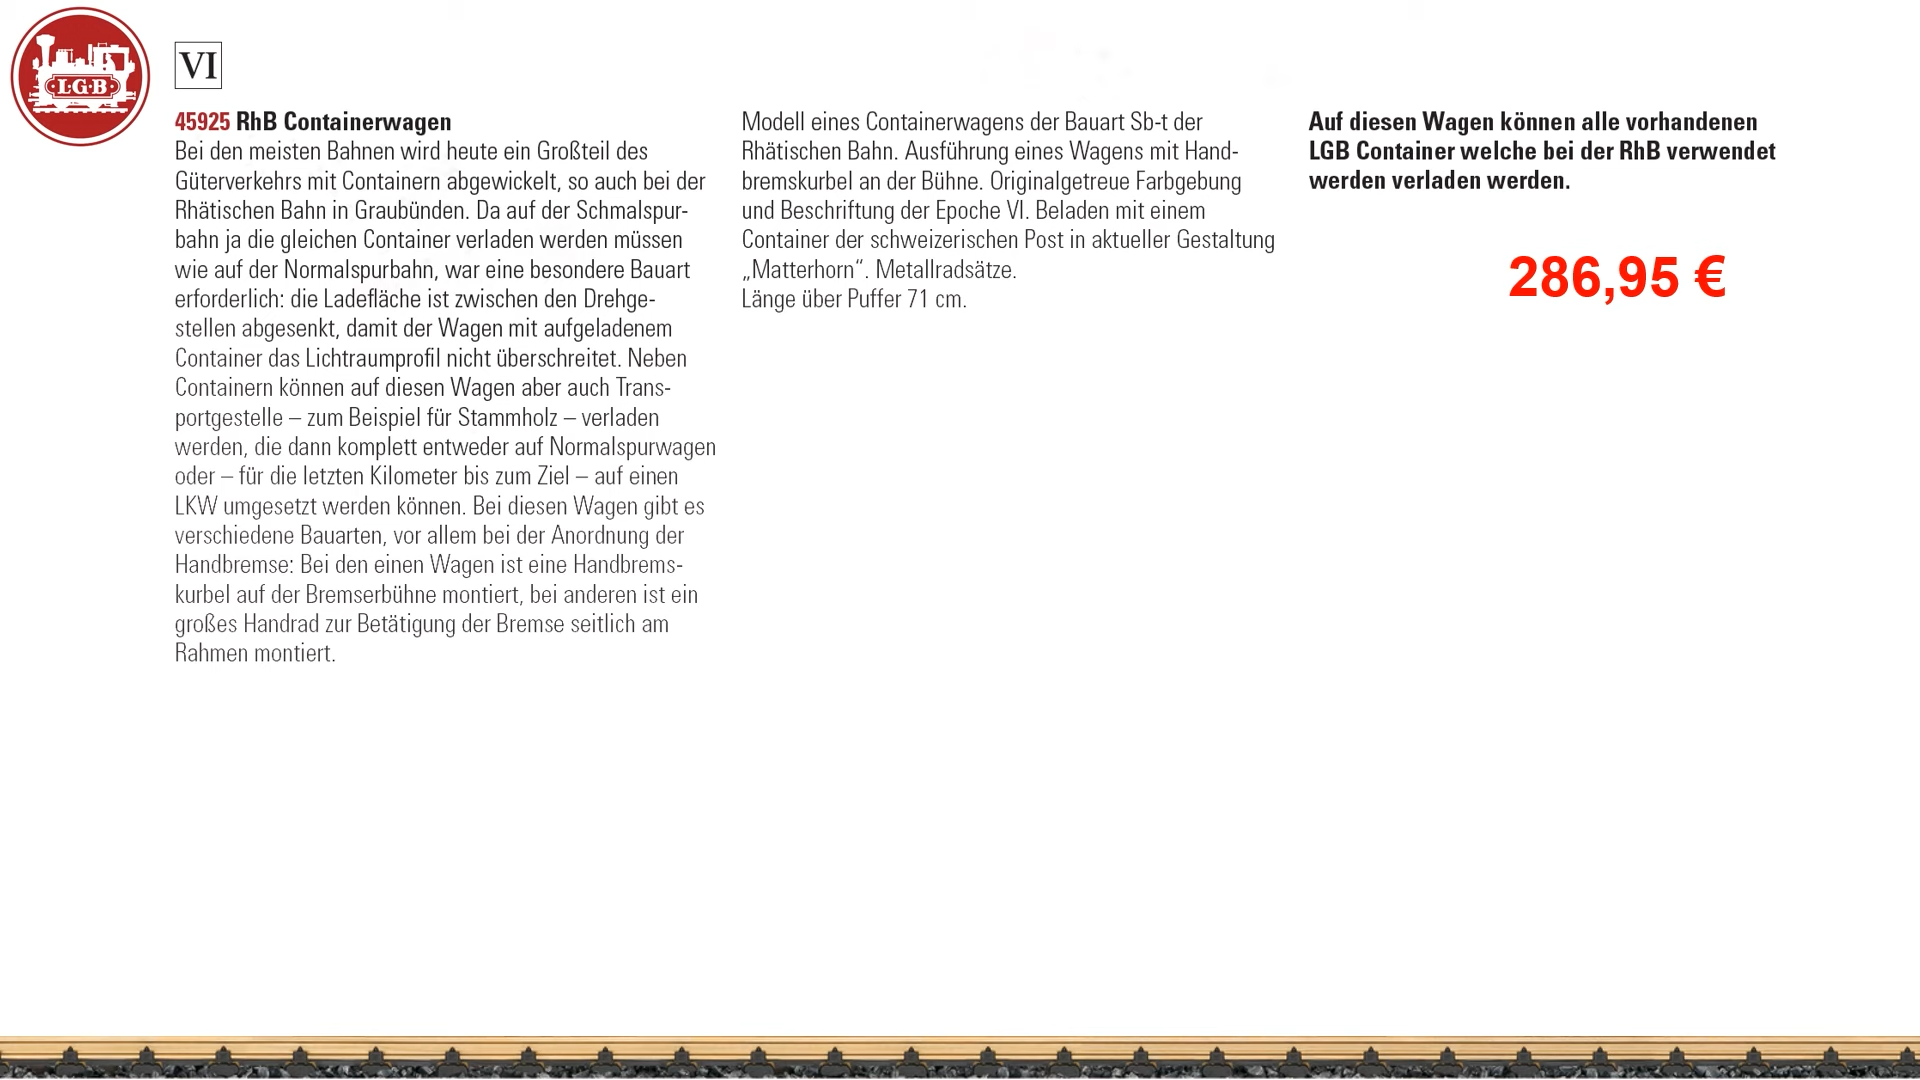 L·G·B
VI
45925 RhB Containerwagen
Bei den meisten Bahnen wird heute ein Großteil des
Güterverkehrs mit Containern abgewickelt, so auch bei der
Rhätischen Bahn in Graubünden. Da auf der Schmalspur-
bahn ja die gleichen Container verladen werden müssen
wie auf der Normalspurbahn, war eine besondere Bauart
erforderlich: die Ladefläche ist zwischen den Drehge-
stellen abgesenkt, damit der Wagen mit aufgeladenem
Container das Lichtraumprofil nicht überschreitet. Neben
Containern können auf diesen Wagen aber auch Trans-
portgestelle – zum Beispiel für Stammholz – verladen
werden, die dann komplett entweder auf Normalspurwagen
oder – für die letzten Kilometer bis zum Ziel – auf einen
LKW umgesetzt werden können. Bei diesen Wagen gibt es
verschiedene Bauarten, vor allem bei der Anordnung der
Handbremse: Bei den einen Wagen ist eine Handbrems-
kurbel auf der Bremserbühne montiert, bei anderen ist ein
großes Handrad zur Betätigung der Bremse seitlich am
Rahmen montiert.
Modell eines Containerwagens der Bauart Sb-t der
Rhätischen Bahn. Ausführung eines Wagens mit Hand-
bremskurbel an der Bühne. Originalgetreue Farbgebung
und Beschriftung der Epoche VI. Beladen mit einem
Container der schweizerischen Post in aktueller Gestaltung
„Matterhorn“. Metallradsätze.
Länge über Puffer 71 cm.
Auf diesen Wagen können alle vorhandenen
LGB Container welche bei der RhB verwendet
werden verladen werden.
286,95 €